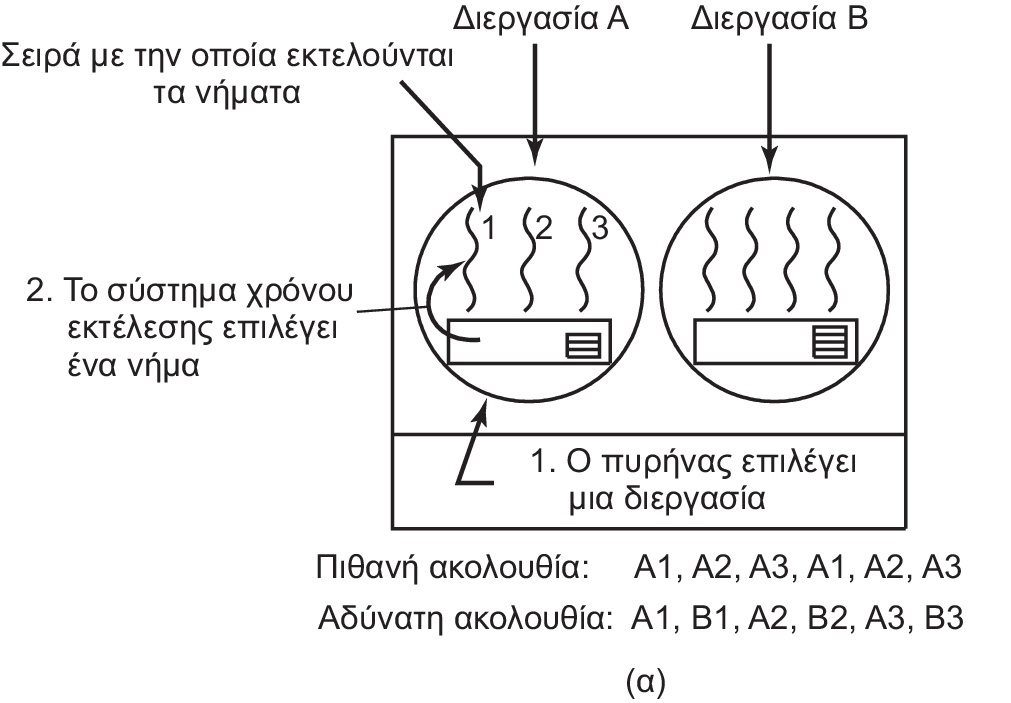 Διεργασία A
Διεργασία B
Σειρά με την οποία εκτελούνται
τα νήματα
1
2
3
2. Το σύστημα χρόνου
εκτέλεσης επιλέγει
ένα νήμα
1. Ο πυρήνας επιλέγει
μια διεργασία
Πιθανή ακολουθία: A1, A2, A3, A1, A2, A3
Αδύνατη ακολουθία: A1, B1, A2, B2, A3, B3
(α)